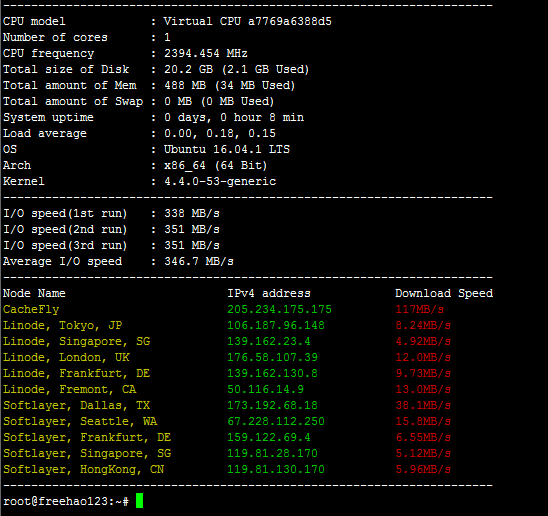 ----------------------------------------------------------------------
CPU model            : Virtual CPU a7769a6388d5
Number of cores      : 1
CPU frequency        : 2394.454 MHz
Total size of Disk   : 20.2 GB (2.1 GB Used)
Total amount of Mem  : 488 MB (34 MB Used)
Total amount of Swap : 0 MB (0 MB Used)
System uptime        : 0 days, 0 hour 8 min
Load average         : 0.00, 0.18, 0.15
OS                   : Ubuntu 16.04.1 LTS
Arch                 : x86_64 (64 Bit)
Kernel               : 4.4.0-53-generic
----------------------------------------------------------------------
I/O speed(1st run)   : 338 MB/s
I/O speed(2nd run)   : 351 MB/s
I/O speed(3rd run)   : 351 MB/s
Average I/O speed    : 346.7 MB/s
----------------------------------------------------------------------
Node Name                       IPv4 address            Download Speed
CacheFly                        205.234.175.175         117MB/s
Linode, Tokyo, JP               106.187.96.148          8.24MB/s
Linode, Singapore, SG           139.162.23.4            4.92MB/s
Linode, London, UK              176.58.107.39           12.0MB/s
Linode, Frankfurt, DE           139.162.130.8           9.73MB/s
Linode, Fremont, CA             50.116.14.9             13.0MB/s
Softlayer, Dallas, TX           173.192.68.18           38.1MB/s
Softlayer, Seattle, WA          67.228.112.250          15.8MB/s
Softlayer, Frankfurt, DE        159.122.69.4            6.55MB/s
Softlayer, Singapore, SG        119.81.28.170           5.12MB/s
Softlayer, HongKong, CN         119.81.130.170          5.96MB/s
----------------------------------------------------------------------
root@freehao123:~#